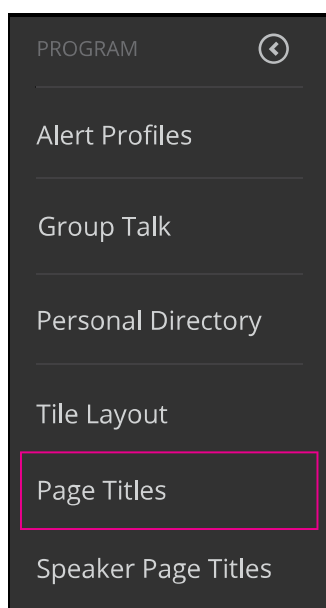 PROGRAM
Alert Profiles
Group Talk
Personal Directory
Tile Layout
Page Titles
Speaker Page Titles